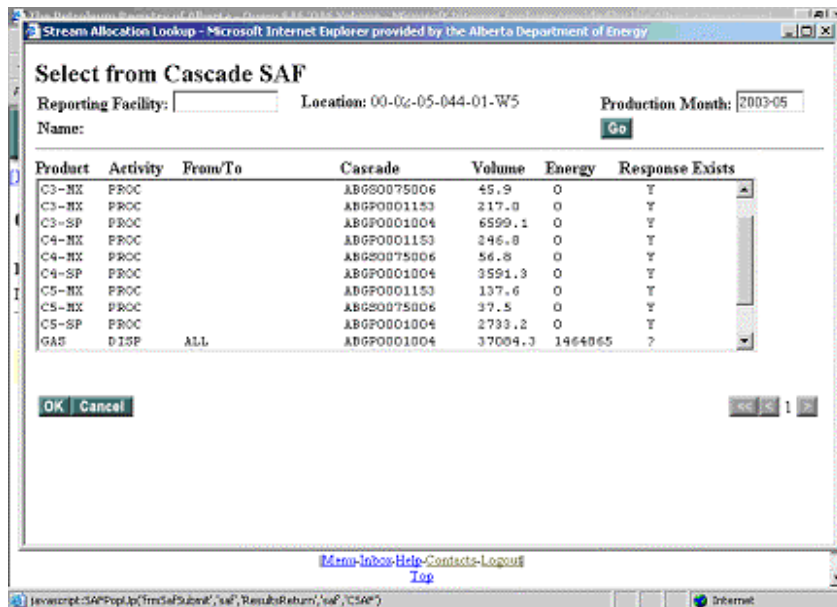 Stream Allocation Lookup - Microsoft Internet Explorer provided by the Alberta Department of Energy
Select from Cascade SAF
Reporting Facility: Location: 00-02-05-044-01-W5 Production Month: 2003-05
Name: Go
Product Activity From/To Cascade Volume Energy Response Exists
C3-MX PROC ABGS0075006 45.9 0 Y
C3-MX PROC ABGP0001153 217.0 0 Y
C3-SP PROC ABGP0001004 6599.1 0 Y
C4-MX PROC ABGP0001153 246.8 0 Y
C4-MX PROC ABGS0075006 56.8 0 Y
C4-SP PROC ABGP0001004 3591.3 0 Y
C5-MX PROC ABGP0001153 137.6 0 Y
C5-MX PROC ABGS0075006 37.5 0 Y
C5-SP PROC ABGP0001004 2733.2 0 Y
GAS DISP ALL ABGP0001004 37084.3 1464865 ?
OK Cancel << < 1 >
[Menu-Inbox-Help-Contacts-Logout]
Top
javascript:SAFPopUp('frmSafSubmit','saf','ResultsReturn','saf','CSAF') Internet